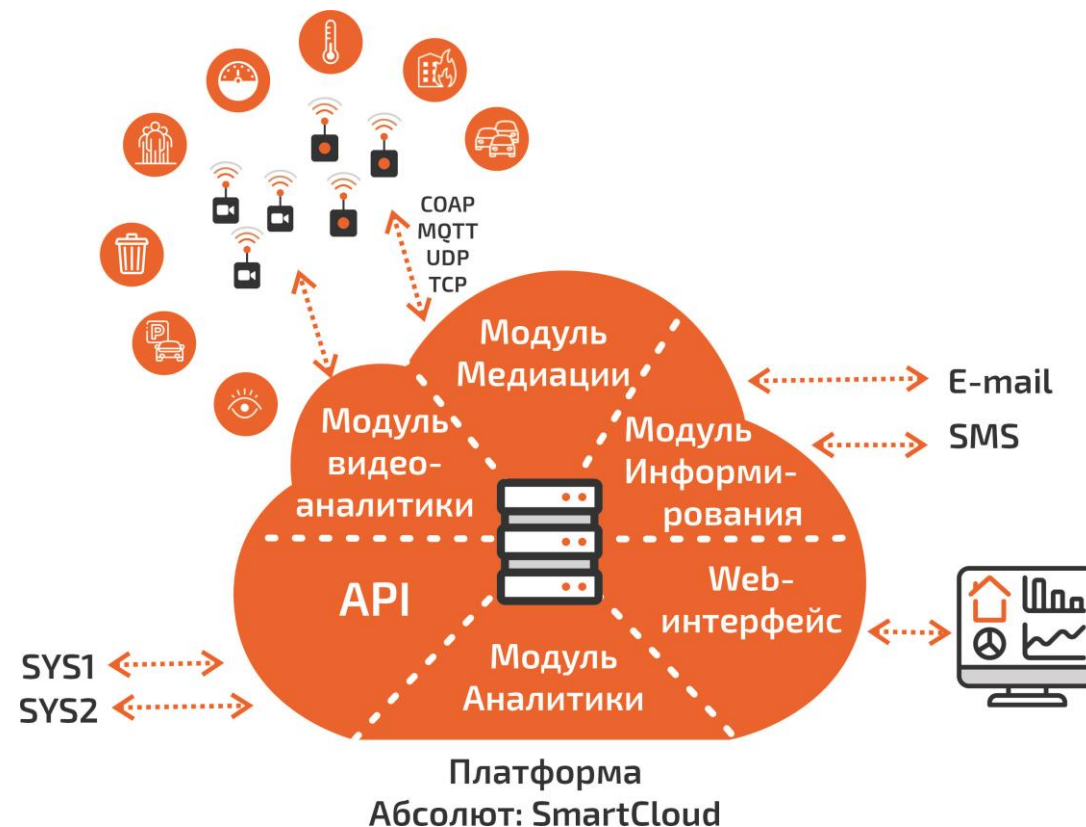 COAP
MQTT
UDP
TCP
P
Модуль
Медиации
E-mail
SMS
Модуль
видео-
аналитики
Модуль
Информи-
рования
API
Web-
интерфейс
Модуль
Аналитики
SYS1
SYS2
Платформа
Абсолют: SmartCloud